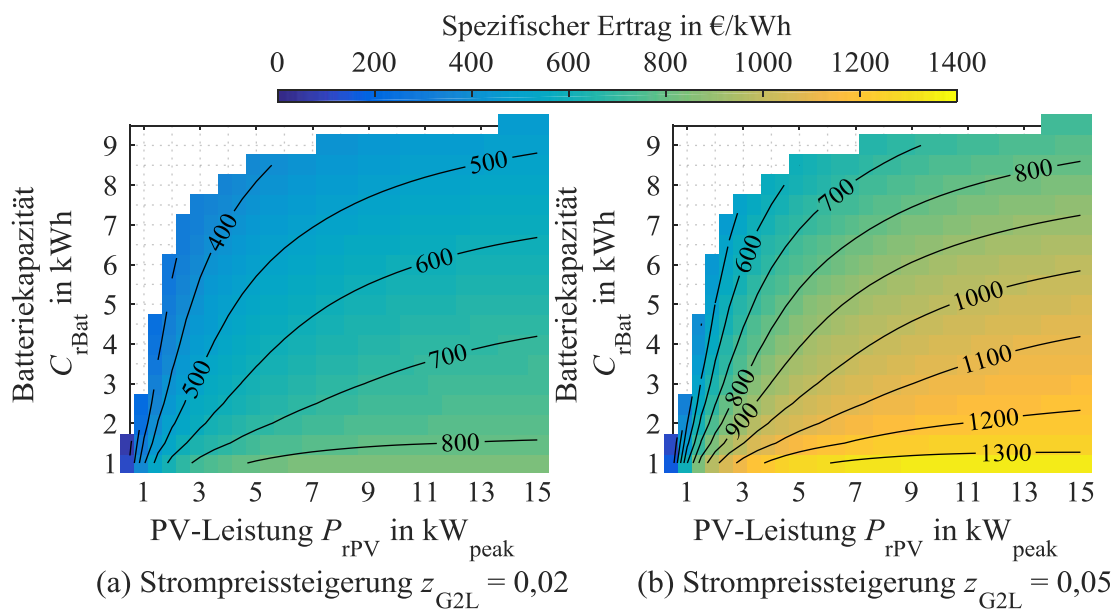 Spezifischer Ertrag in €/kWh
0 200 400 600 800 1000 1200 1400
Batteriekapazität
C_rBat in kWh
9
8
7
6
5
4
3
2
1
400
500
500
600
700
800
1 3 5 7 9 11 13 15
PV-Leistung P_rPV in kW_peak
(a) Strompreissteigerung z_G2L = 0,02
Batteriekapazität
C_rBat in kWh
9
8
7
6
5
4
3
2
1
600
700
800
800
900
1000
1100
1200
1300
1 3 5 7 9 11 13 15
PV-Leistung P_rPV in kW_peak
(b) Strompreissteigerung z_G2L = 0,05